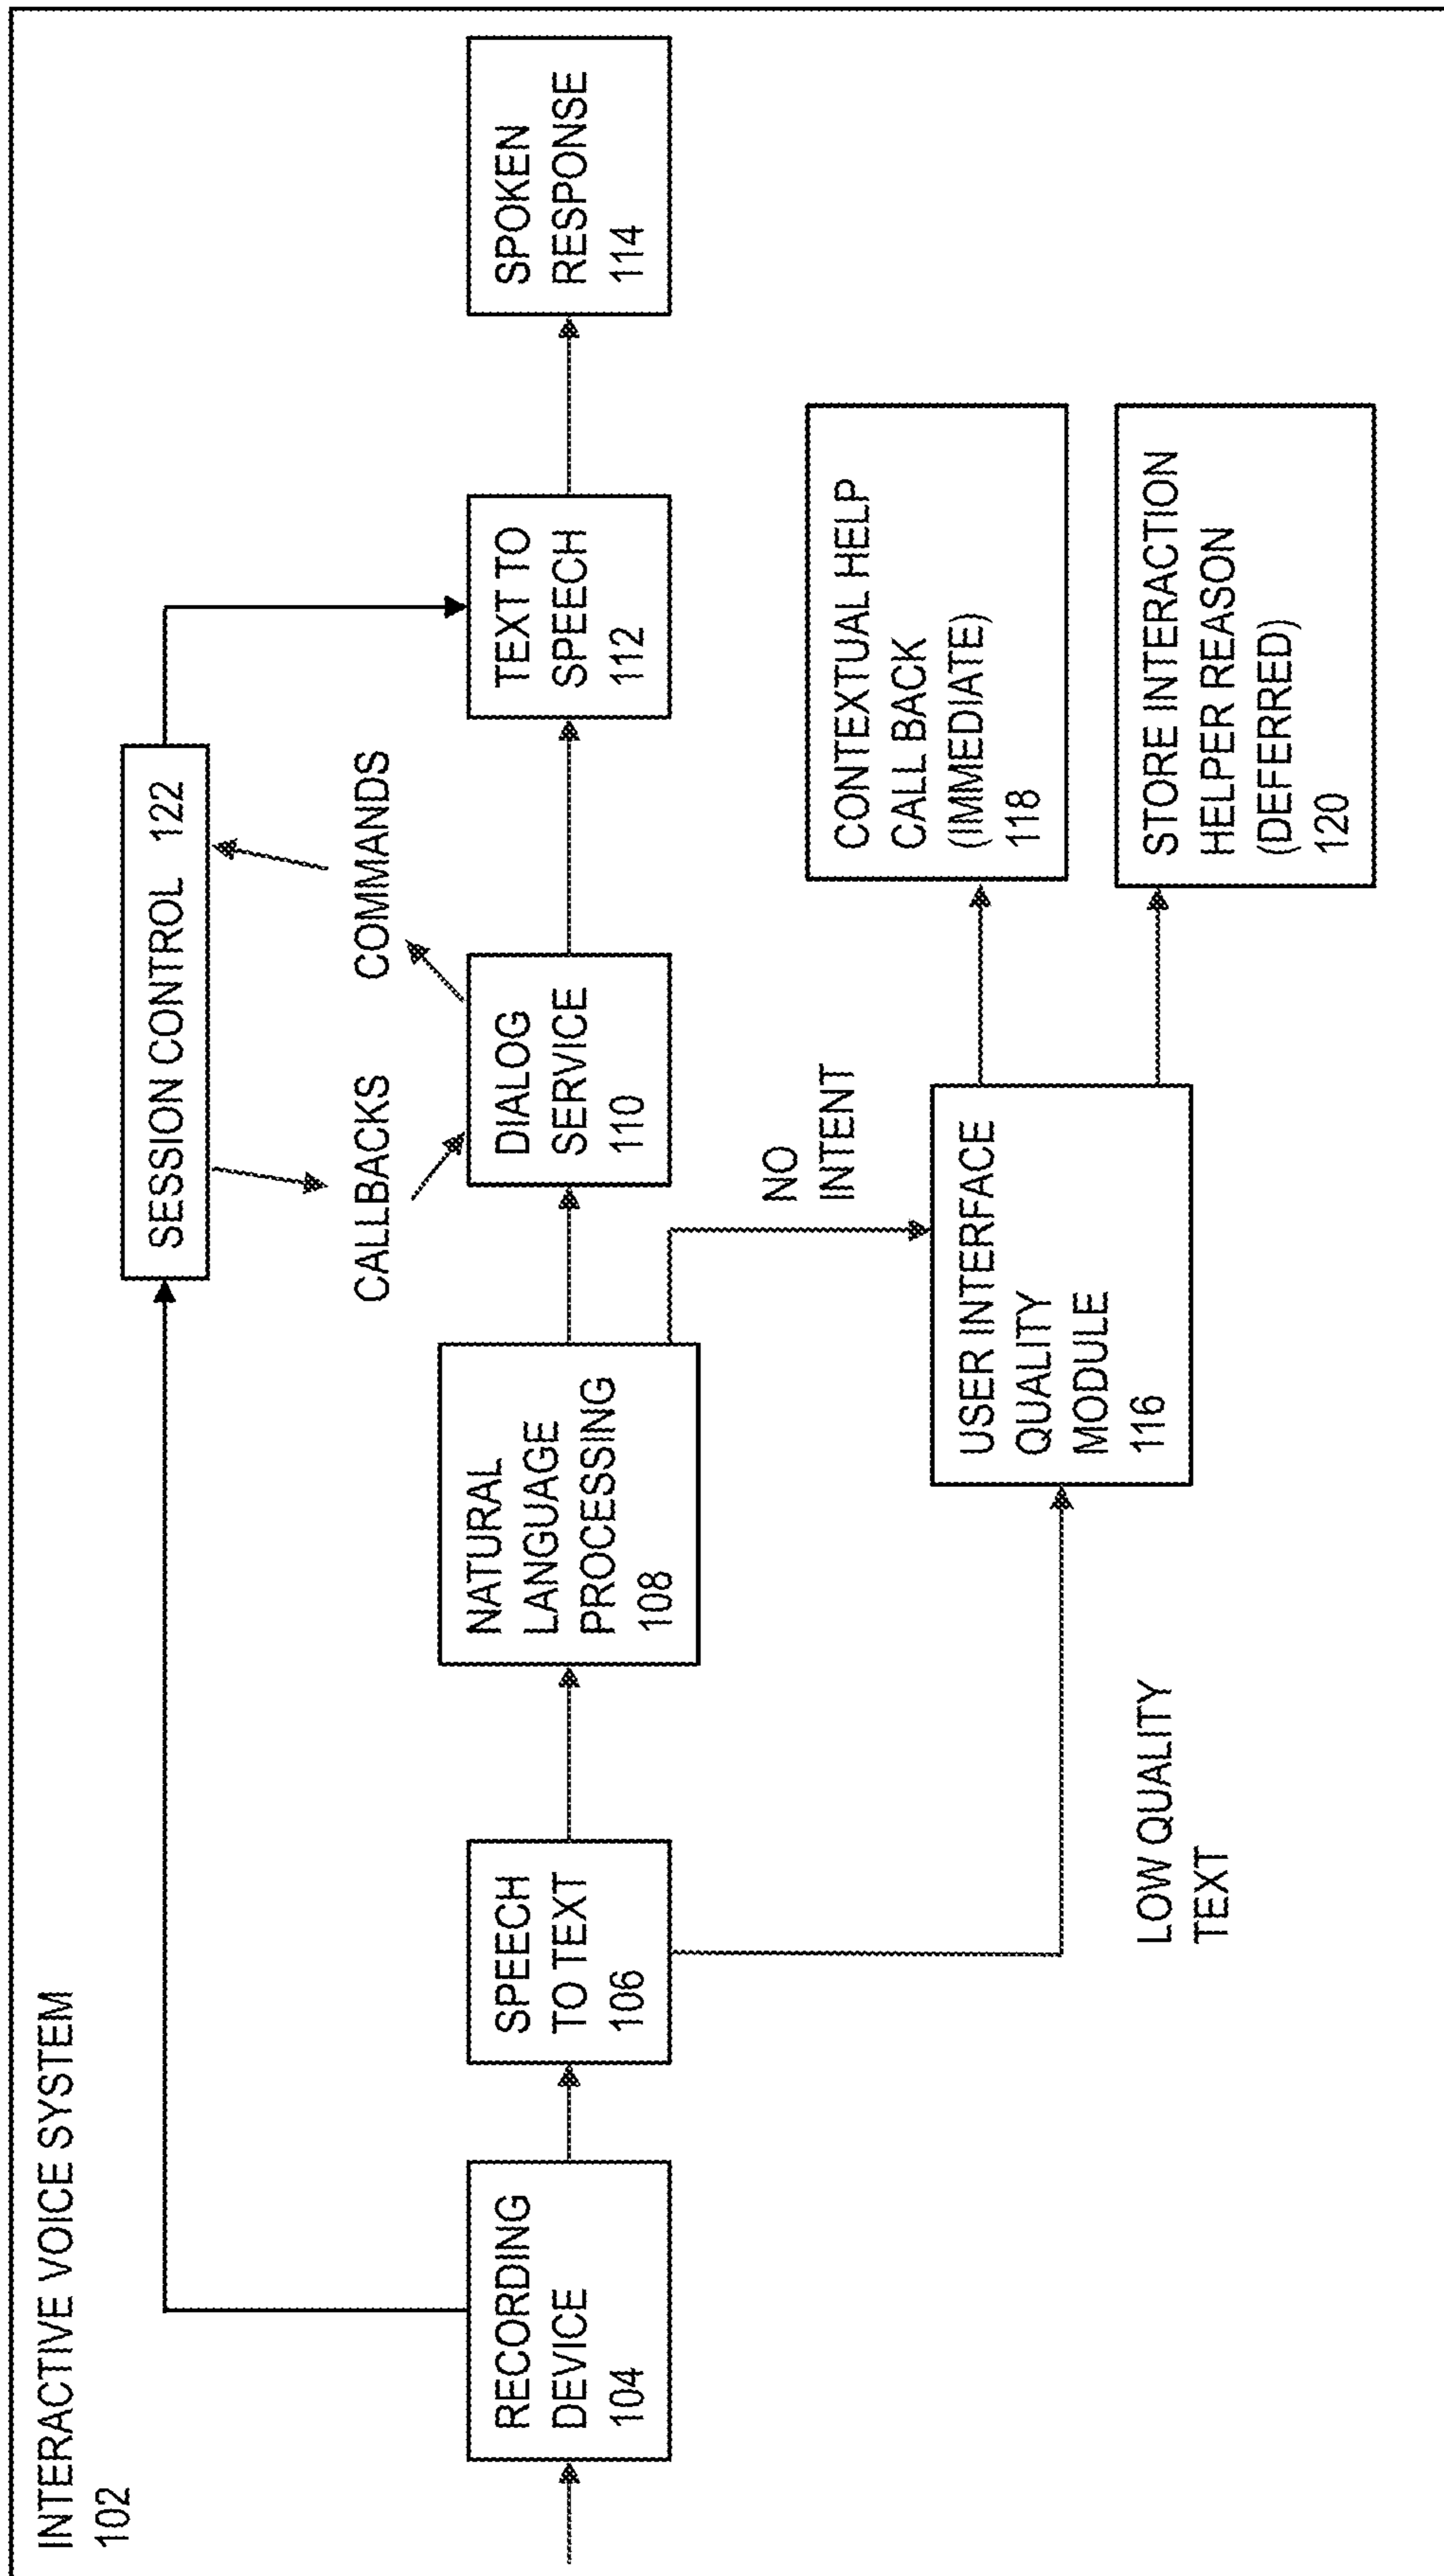 INTERACTIVE VOICE SYSTEM
102
SESSION CONTROL 122
CALLBACKS
COMMANDS
RECORDING
DEVICE
104
SPEECH
TO TEXT
106
NATURAL
LANGUAGE
PROCESSING
108
DIALOG
SERVICE
110
TEXT TO
SPEECH
112
SPOKEN
RESPONSE
114
NO
INTENT
LOW QUALITY
TEXT
USER INTERFACE
QUALITY
MODULE
116
CONTEXTUAL HELP
CALL BACK
(IMMEDIATE)
118
STORE INTERACTION
HELPER REASON
(DEFERRED)
120